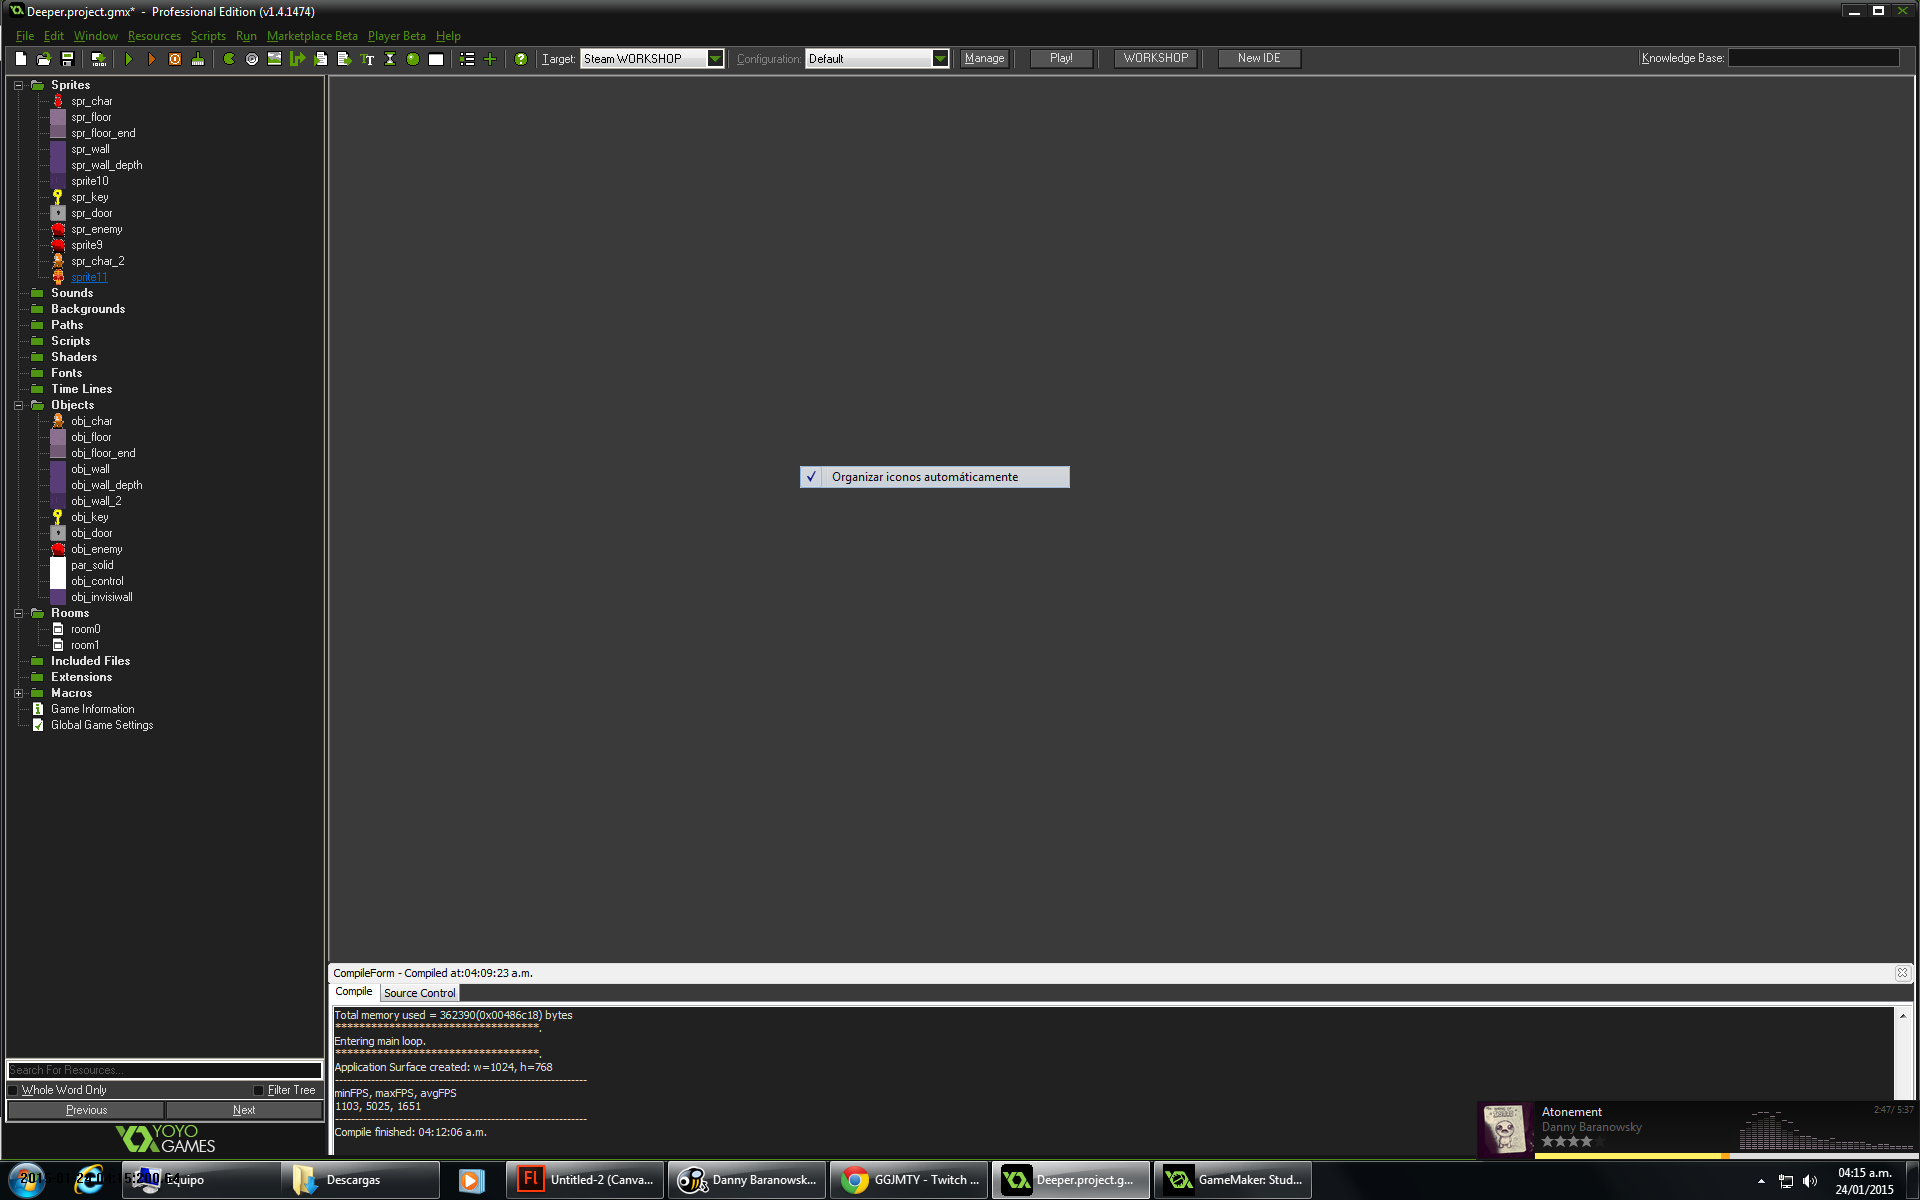 Deeper.project.gmx* - Professional Edition (v1.4.1474)
File Edit Window Resources Scripts Run Marketplace Beta Player Beta Help
Target: Steam WORKSHOP Configuration: Default Manage Play! WORKSHOP New IDE Knowledge Base:
Sprites
spr_char
spr_floor
spr_floor_end
spr_wall
spr_wall_depth
sprite10
spr_key
spr_door
spr_enemy
sprite9
spr_char_2
sprite11
Sounds
Backgrounds
Paths
Scripts
Shaders
Fonts
Time Lines
Objects
obj_char
obj_floor
obj_floor_end
obj_wall
obj_wall_depth
obj_wall_2
obj_key
obj_door
obj_enemy
par_solid
obj_control
obj_invisiwall
Rooms
room0
room1
Included Files
Extensions
Macros
Game Information
Global Game Settings
Organizar iconos automáticamente
Search For Resources...
Whole Word Only Filter Tree
Previous Next
YOYO
GAMES
CompileForm - Compiled at:04:09:23 a.m.
Compile Source Control
Total memory used = 362390(0x00486c18) bytes
**********************************.
Entering main loop.
**********************************.
Application Surface created: w=1024, h=768
---------------------------------------------------------------
minFPS, maxFPS, avgFPS
1103, 5025, 1651
---------------------------------------------------------------
Compile finished: 04:12:06 a.m.
Atonement
2:47/ 5:37
Danny Baranowsky
Equipo
Descargas
Fl Untitled-2 (Canva...
Danny Baranowsk...
GGJMTY - Twitch ...
Deeper.project.g...
GameMaker: Stud...
04:15 a.m.
24/01/2015